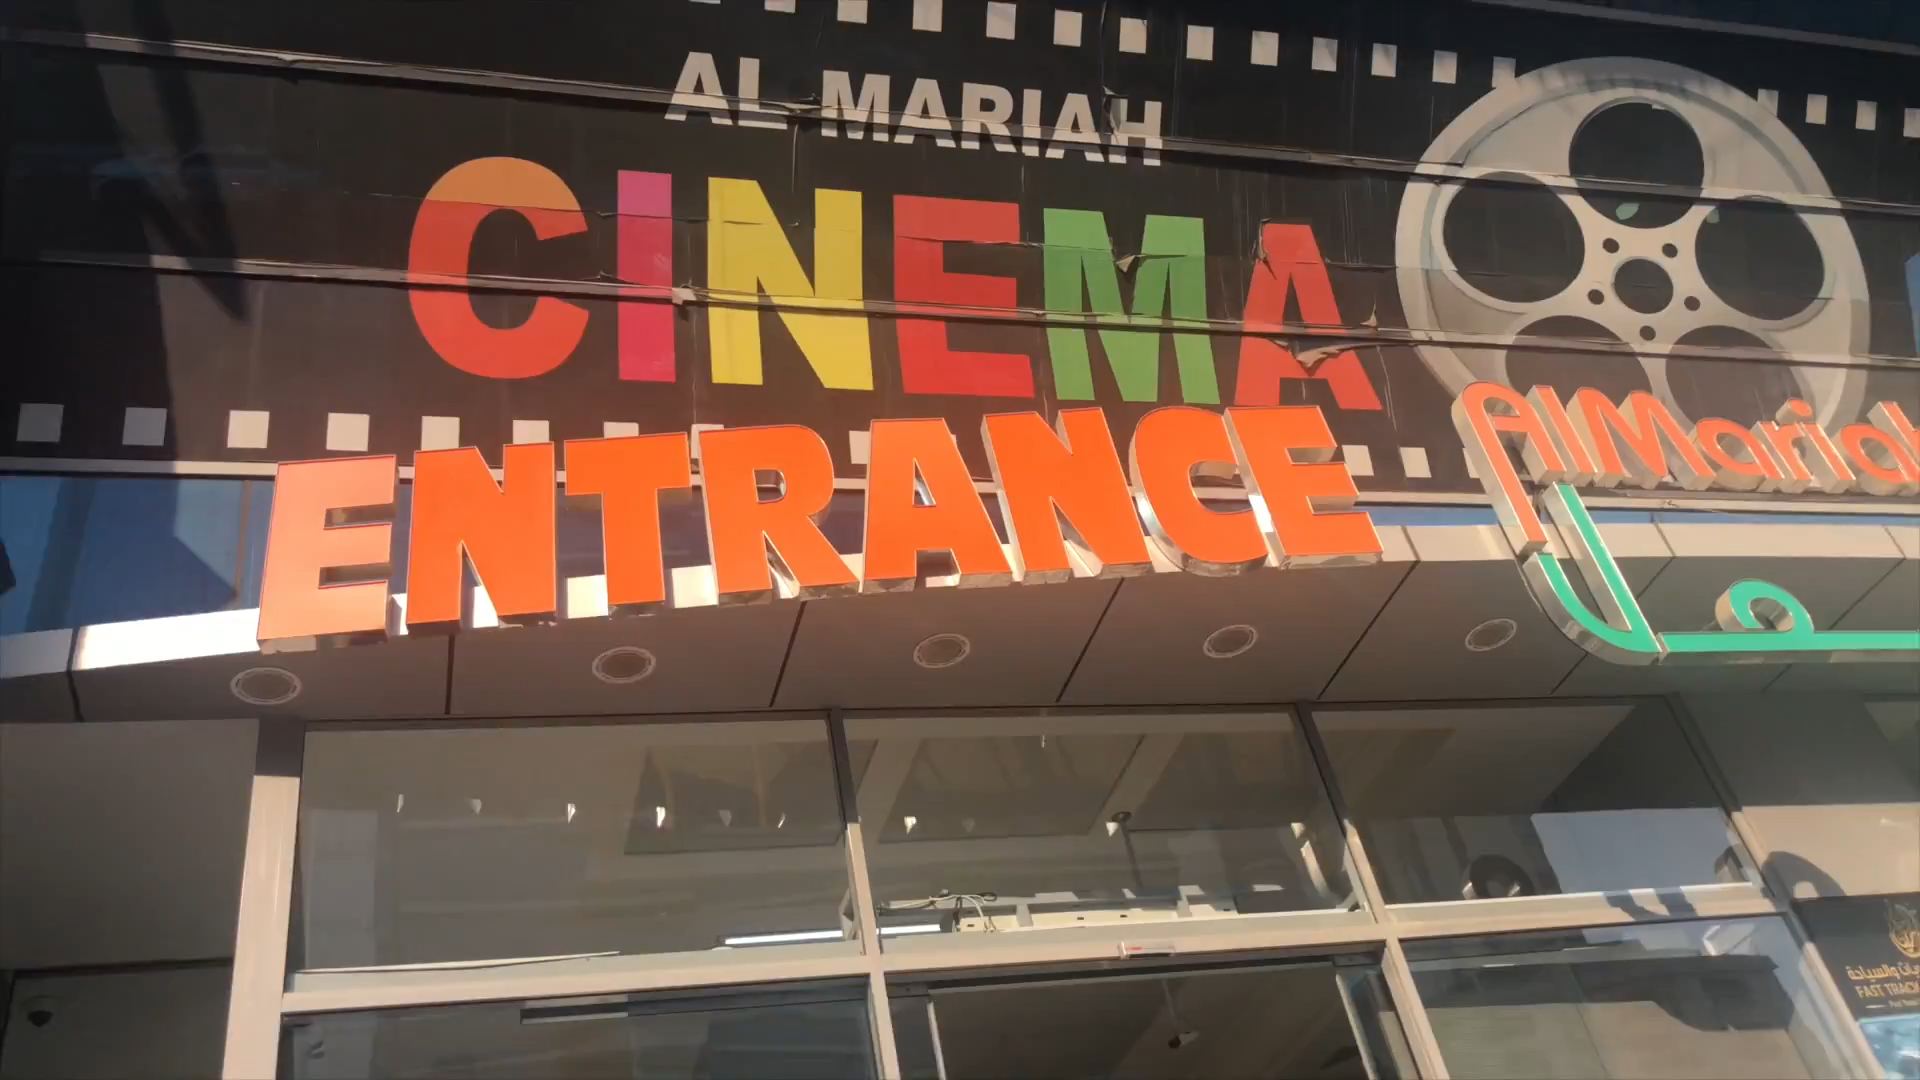 AL MARIAH
CINEMA
ENTRANCE
AlMariah
FAST TRACK